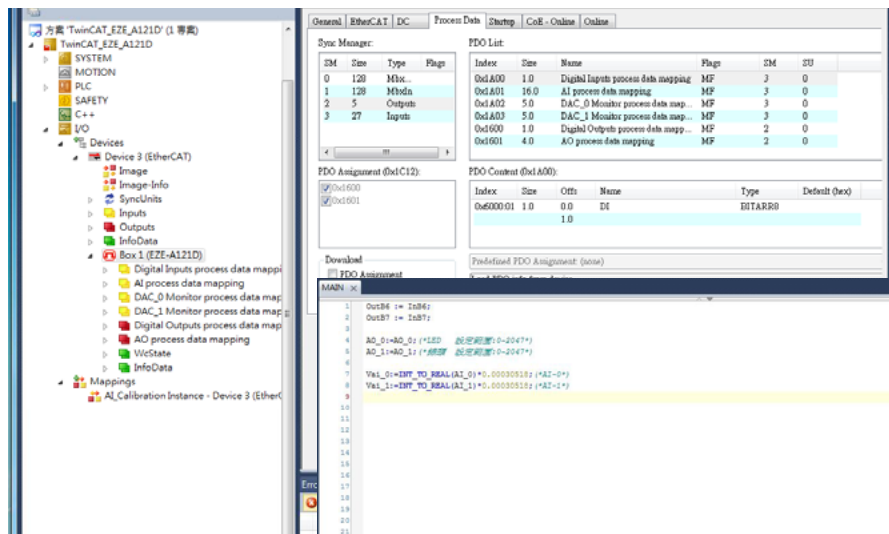 方案 'TwinCAT_EZE_A121D' (1 專案)
TwinCAT_EZE_A121D
SYSTEM
MOTION
PLC
SAFETY
C++
I/O
Devices
Device 3 (EtherCAT)
Image
Image-Info
SyncUnits
Inputs
Outputs
InfoData
Box 1 (EZE-A121D)
Digital Inputs process data mappi
AI process data mapping
DAC_0 Monitor process data map
DAC_1 Monitor process data map
Digital Outputs process data map
AO process data mapping
WcState
InfoData
Mappings
AI_Calibration Instance - Device 3 (EtherC
General EtherCAT DC Process Data Startup CoE - Online Online
Sync Manager:
SM Size Type Flags
0 128 Mbx...
1 128 MbxIn
2 5 Outputs
3 27 Inputs
PDO List:
Index Size Name Flags SM SU
0x1A00 1.0 Digital Inputs process data mapping MF 3 0
0x1A01 16.0 AI process data mapping MF 3 0
0x1A02 5.0 DAC_0 Monitor process data map... MF 3 0
0x1A03 5.0 DAC_1 Monitor process data map... MF 3 0
0x1600 1.0 Digital Outputs process data mapp... MF 2 0
0x1601 4.0 AO process data mapping MF 2 0
PDO Assignment (0x1C12):
0x1600
0x1601
PDO Content (0x1A00):
Index Size Offs Name Type Default (hex)
0x6000:01 1.0 0.0 DI BITARR8
1.0
Download
PDO Assignment
Predefined PDO Assignment: (none)
Load PDO info from device
MAIN
1 OutB6 := InB6;
2 OutB7 := InB7;
3
4 AO_0:=AO_0;(*LED 設定範圍:0-2047*)
5 AO_1:=AO_1;(* 設定範圍:0-2047*)
6
7 Vai_0:=INT_TO_REAL(AI_0)*0.00030518;(*AI-0*)
8 Vai_1:=INT_TO_REAL(AI_1)*0.00030518;(*AI-1*)
9
10
11
12
13
14
15
16
17
18
19
20
21
Erro